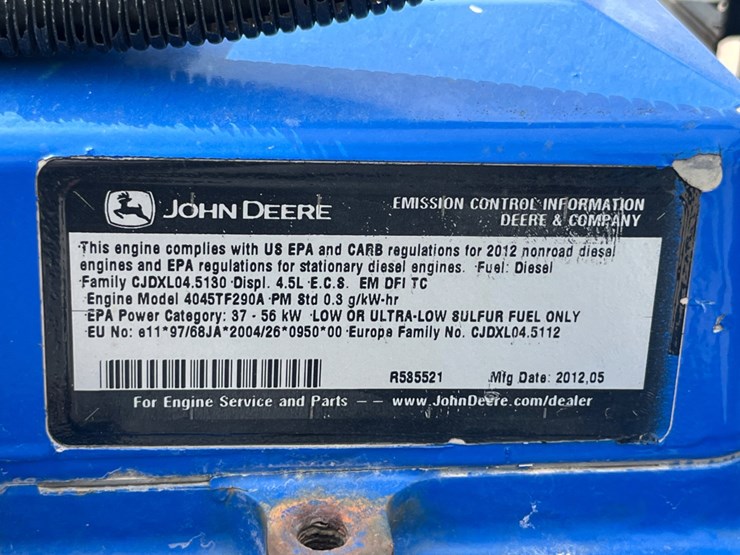 JOHN DEERE
EMISSION CONTROL INFORMATION
DEERE & COMPANY
This engine complies with US EPA and CARB regulations for 2012 nonroad diesel
engines and EPA regulations for stationary diesel engines. Fuel: Diesel
Family CJDXL04.5130 Displ. 4.5L E.C.S. EM DFI TC
Engine Model 4045TF290A PM Std 0.3 g/kW-hr
EPA Power Category: 37 - 56 kW LOW OR ULTRA-LOW SULFUR FUEL ONLY
EU No: e11*97/68JA*2004/26*0950*00 Europe Family No. CJDXL04.5112
R585521 Mfg Date: 2012.05
For Engine Service and Parts -- www.JohnDeere.com/dealer